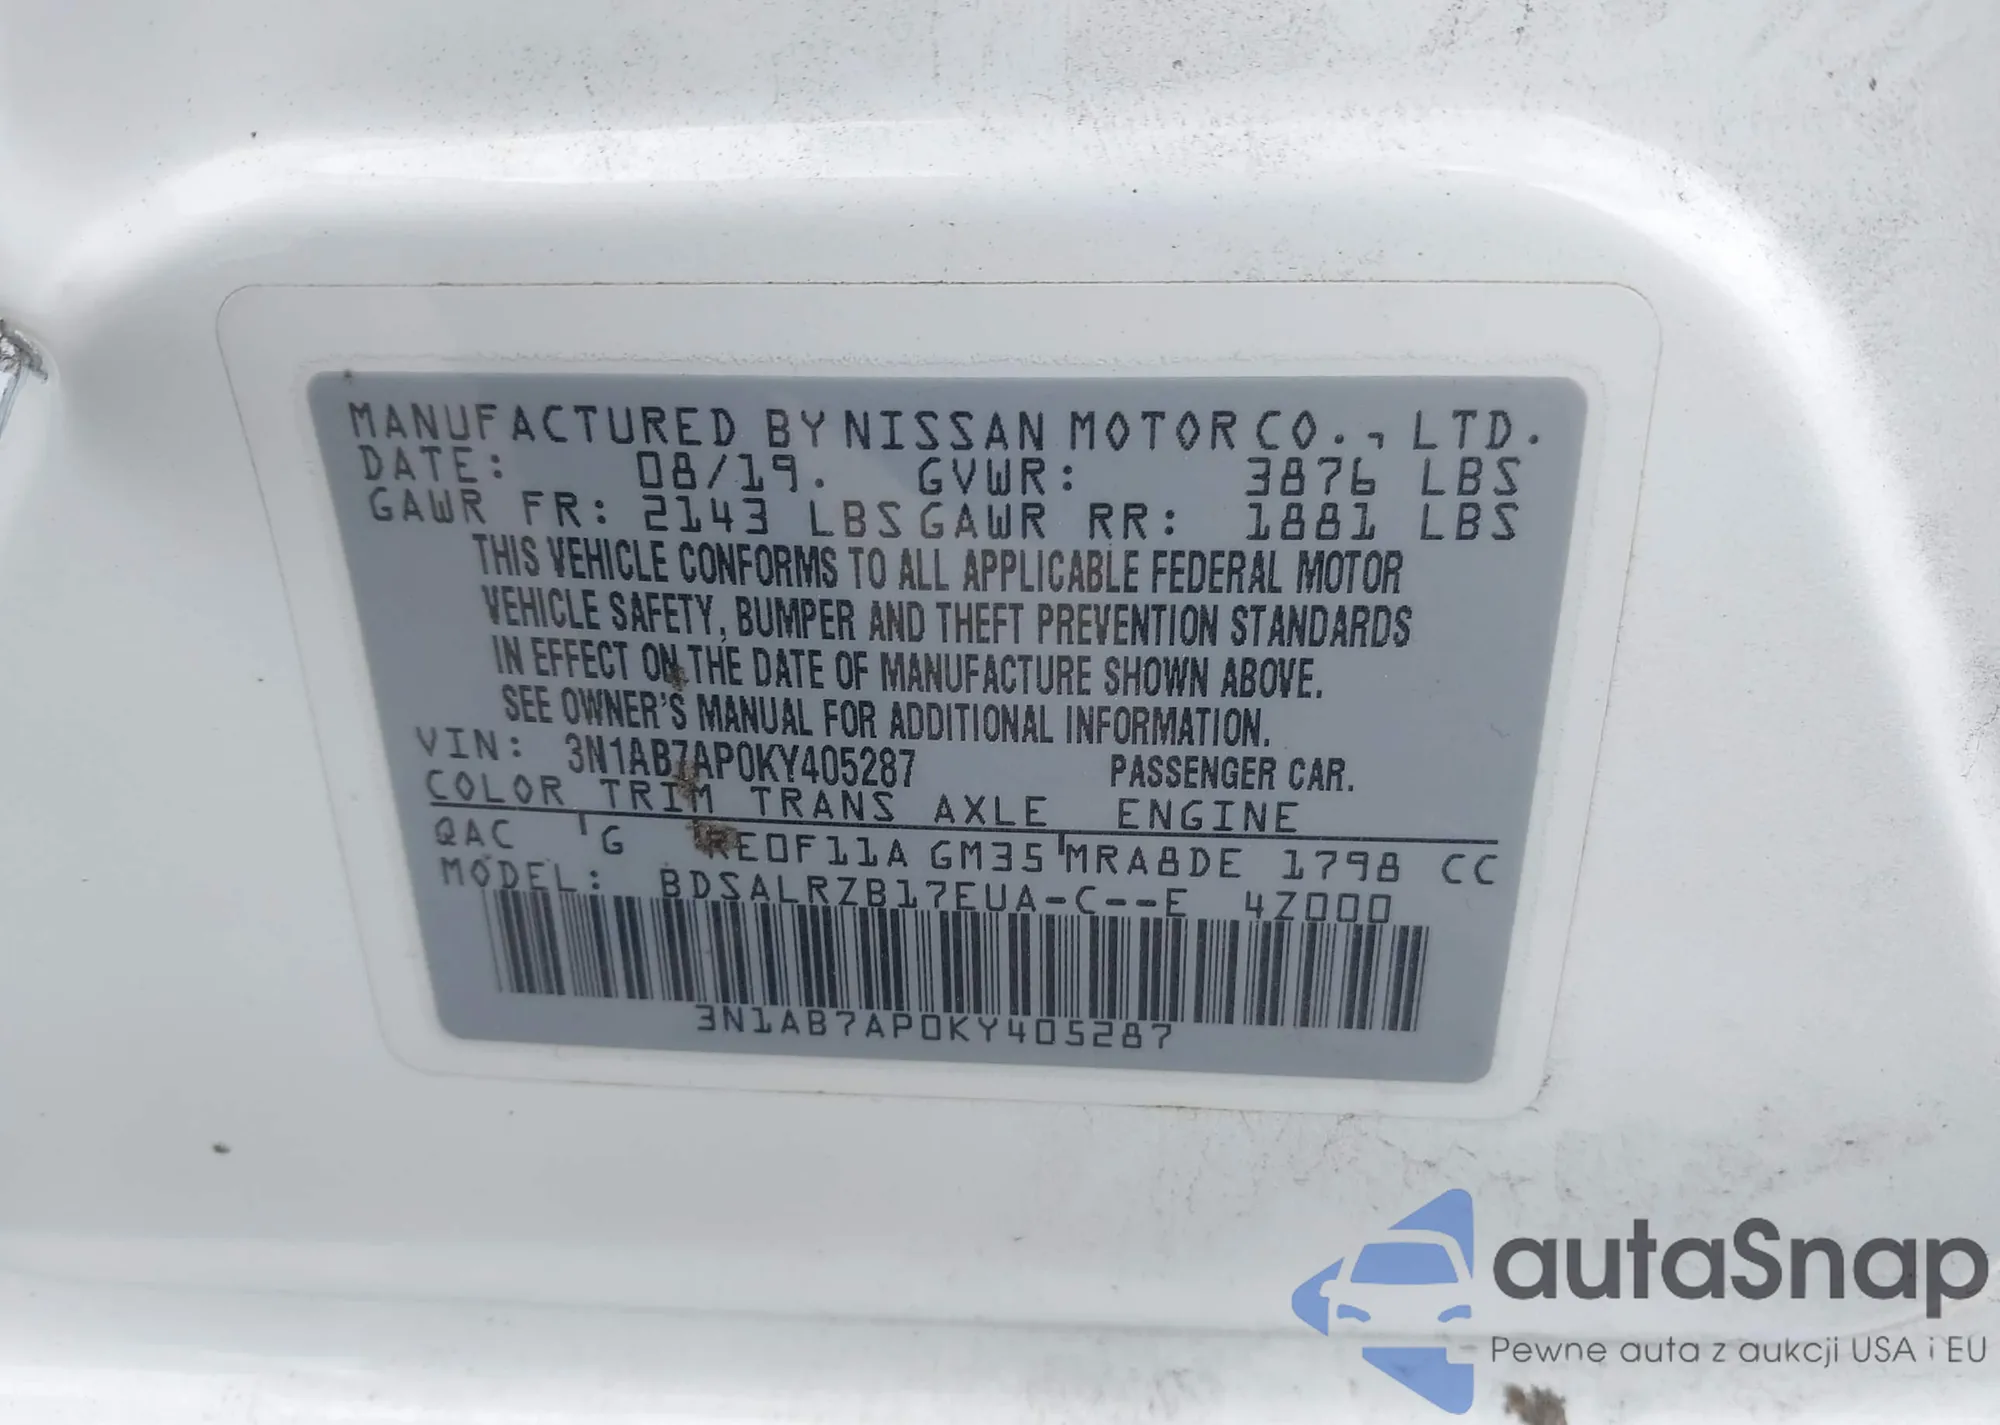 MANUFACTURED BY NISSAN MOTOR CO., LTD.
DATE: 08/19. GVWR: 3876 LBS
GAWR FR: 2143 LBS GAWR RR: 1881 LBS
THIS VEHICLE CONFORMS TO ALL APPLICABLE FEDERAL MOTOR
VEHICLE SAFETY, BUMPER AND THEFT PREVENTION STANDARDS
IN EFFECT ON THE DATE OF MANUFACTURE SHOWN ABOVE.
SEE OWNER'S MANUAL FOR ADDITIONAL INFORMATION.
VIN: 3N1AB7AP0KY405287 PASSENGER CAR.
COLOR TRIM TRANS AXLE ENGINE
QAC G RE0F11A GM35 MRA8DE 1798 CC
MODEL: BDSALRZB17EUA-C--E 4Z000
3N1AB7AP0KY405287
autaSnap
Pewne auta z aukcji USA i EU